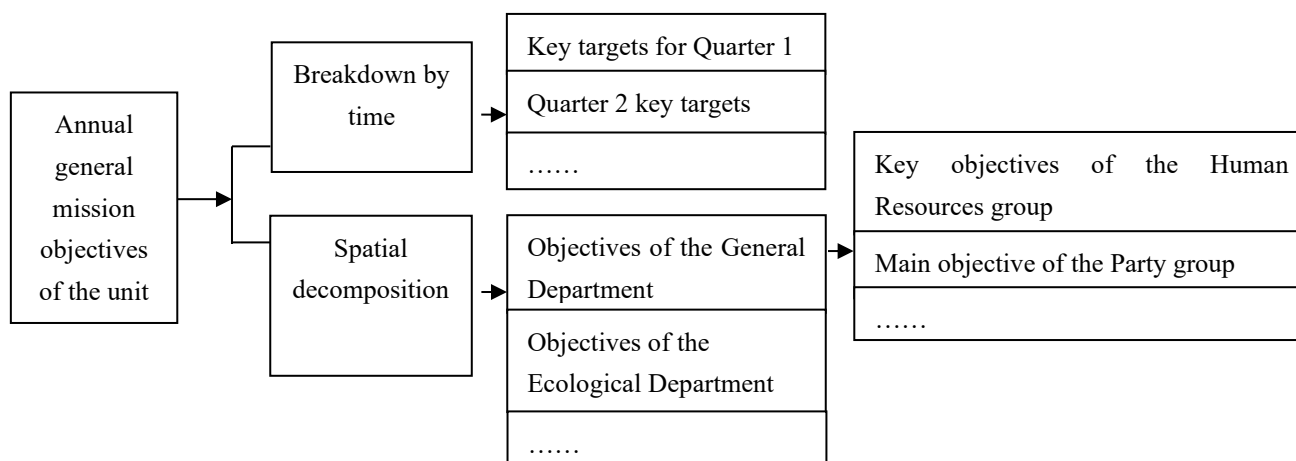 Annual
general
mission
objectives
of the unit
Breakdown by
time
Key targets for Quarter 1
Quarter 2 key targets
……
Spatial
decomposition
Objectives of the General
Department
Objectives of the
Ecological Department
……
Key objectives of the Human
Resources group
Main objective of the Party group
……